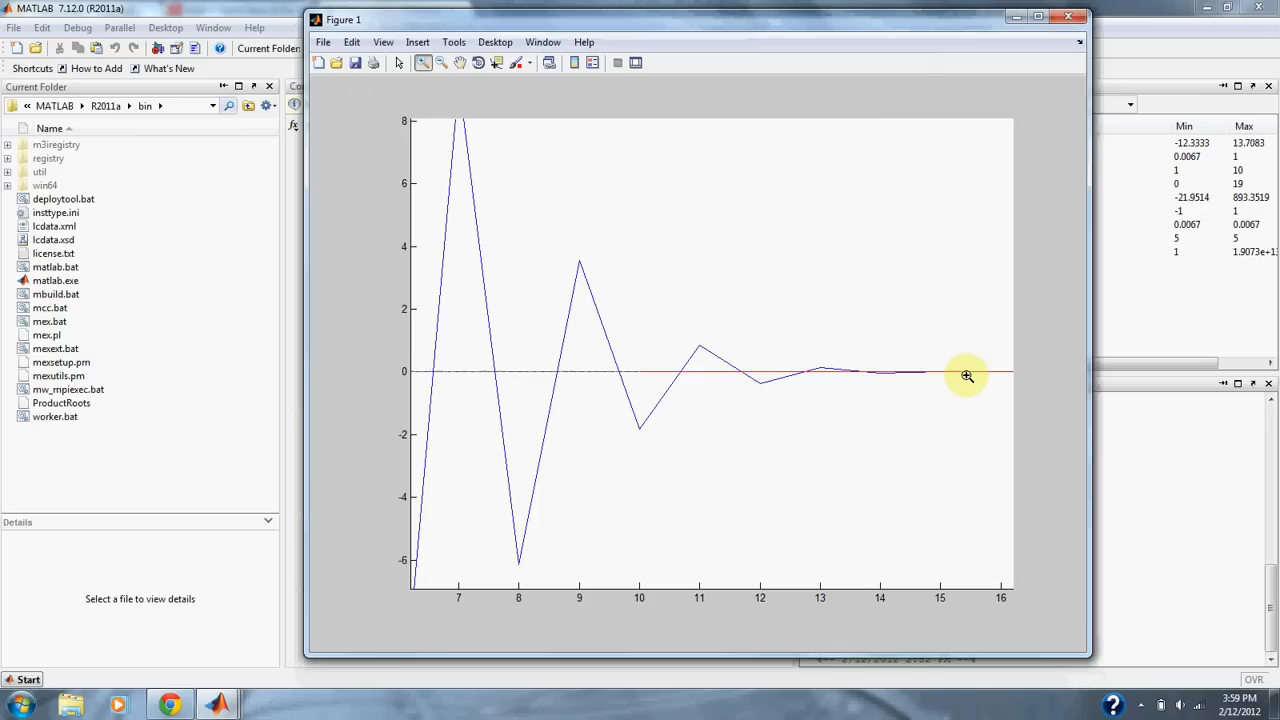 MATLAB 7.12.0 (R2011a)
File Edit Debug Parallel Desktop Window Help
Current Folder:
Shortcuts How to Add What's New
Current Folder
MATLAB R2011a bin
Name
m3iregistry
registry
util
win64
deploytool.bat
insttype.ini
lcdata.xml
lcdata.xsd
license.txt
matlab.bat
matlab.exe
mbuild.bat
mcc.bat
mex.bat
mex.pl
mexext.bat
mexsetup.pm
mexutils.pm
mw_mpiexec.bat
ProductRoots
worker.bat
Details
Select a file to view details
Start
Figure 1
File Edit View Insert Tools Desktop Window Help
8
6
4
2
0
-2
-4
-6
7 8 9 10 11 12 13 14 15 16
Min Max
-12.3333 13.7083
0.0067 1
1 10
0 19
-21.9514 893.3519
-1 1
0.0067 0.0067
5 5
1 1.9073e+1
OVR
3:59 PM
2/12/2012